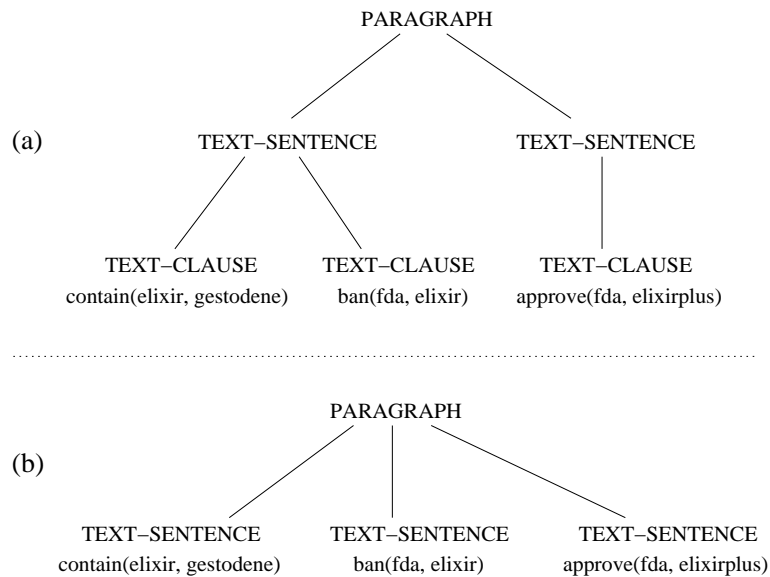 PARAGRAPH
(a)
TEXT–SENTENCE TEXT–SENTENCE
TEXT–CLAUSE TEXT–CLAUSE TEXT–CLAUSE
contain(elixir, gestodene) ban(fda, elixir) approve(fda, elixirplus)
PARAGRAPH
(b)
TEXT–SENTENCE TEXT–SENTENCE TEXT–SENTENCE
contain(elixir, gestodene) ban(fda, elixir) approve(fda, elixirplus)